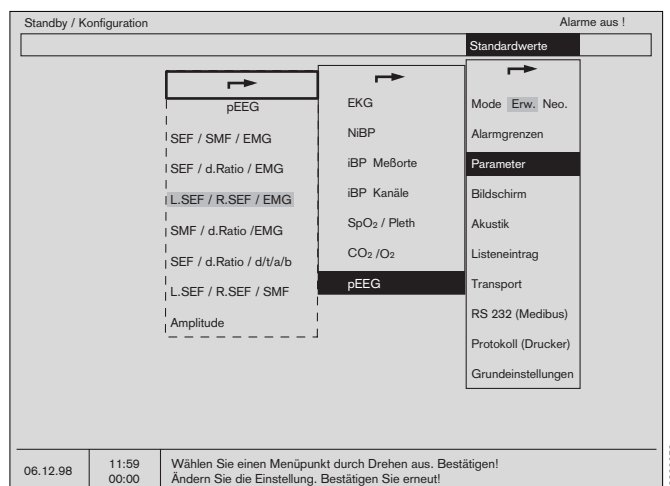 Standby / Konfiguration
Alarme aus !
Standardwerte
pEEG
SEF / SMF / EMG
SEF / d.Ratio / EMG
L.SEF / R.SEF / EMG
SMF / d.Ratio /EMG
SEF / d.Ratio / d/t/a/b
L.SEF / R.SEF / SMF
Amplitude
EKG
NiBP
iBP Meßorte
iBP Kanäle
SpO2 / Pleth
CO2 /O2
pEEG
Mode Erw. Neo.
Alarmgrenzen
Parameter
Bildschirm
Akustik
Listeneintrag
Transport
RS 232 (Medibus)
Protokoll (Drucker)
Grundeinstellungen
06.12.98
11:59
00:00
Wählen Sie einen Menüpunkt durch Drehen aus. Bestätigen!
Ändern Sie die Einstellung. Bestätigen Sie erneut!